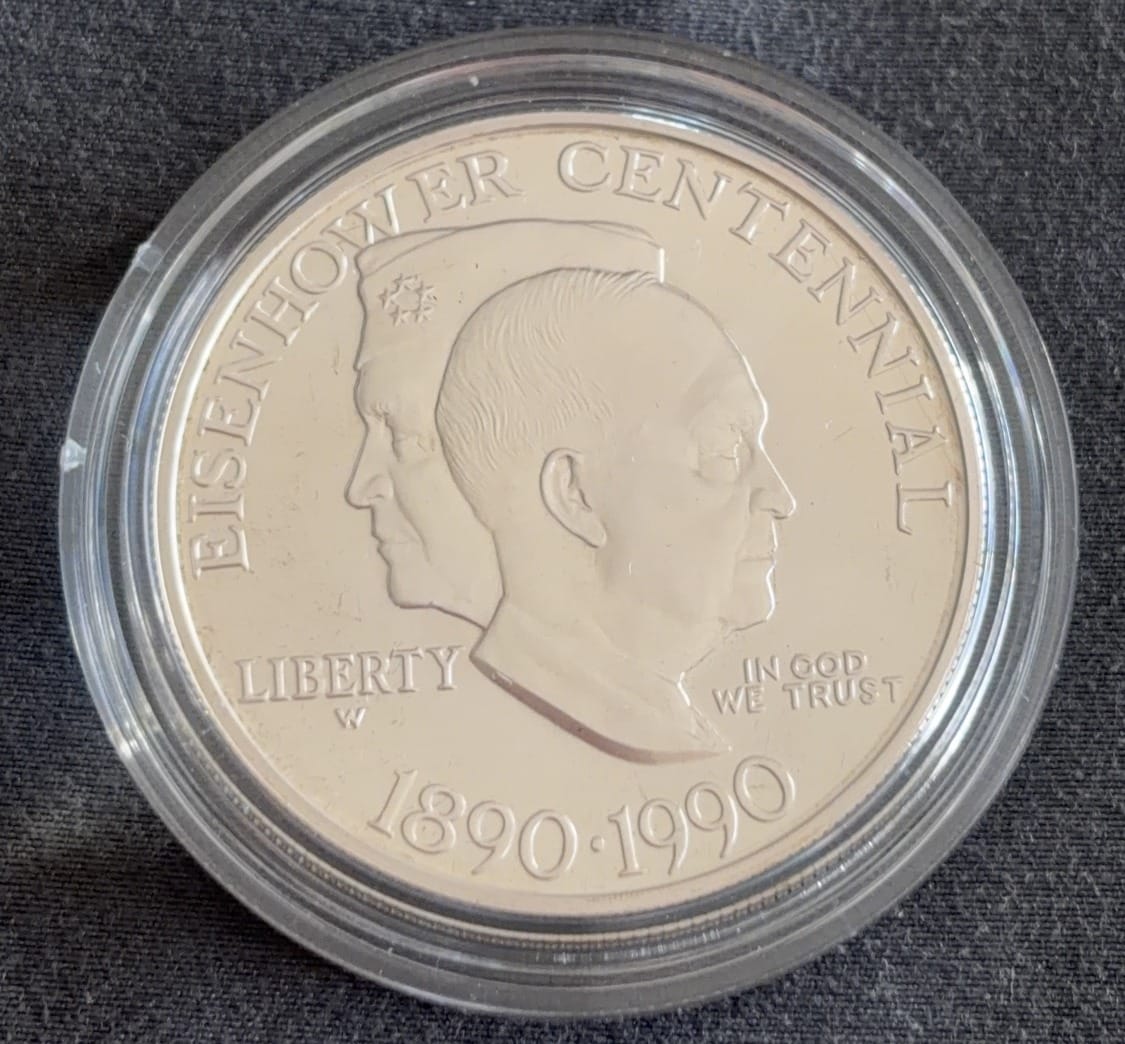 EISENHOWER CENTENNIAL
LIBERTY
W
IN GOD
WE TRUST
1890·1990